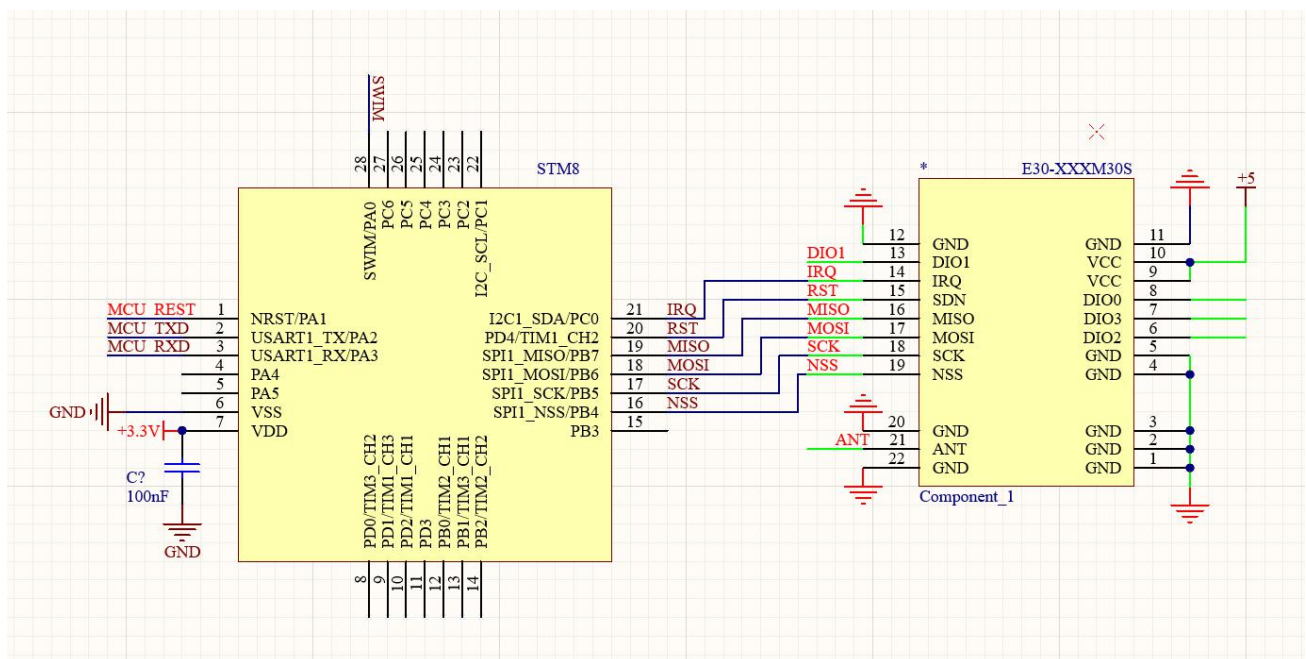 SWIM
28 27 26 25 24 23 22
STM8
SWIM/PA0
PC6
PC5
PC4
PC3
PC2
I2C_SCL/PC1
MCU_REST 1 NRST/PA1
MCU_TXD 2 USART1_TX/PA2
MCU_RXD 3 USART1_RX/PA3
4 PA4
5 PA5
GND 6 VSS
+3.3V 7 VDD
C?
100nF
GND
I2C1_SDA/PC0 21 IRQ
PD4/TIM1_CH2 20 RST
SPI1_MISO/PB7 19 MISO
SPI1_MOSI/PB6 18 MOSI
SPI1_SCK/PB5 17 SCK
SPI1_NSS/PB4 16 NSS
PB3 15
PD0/TIM3_CH2
PD1/TIM1_CH3
PD2/TIM1_CH1
PD3
PB0/TIM2_CH1
PB1/TIM3_CH1
PB2/TIM2_CH2
8 9 10 11 12 13 14
* E30-XXXM30S
+5
12 GND
DIO1 13 DIO1
IRQ 14 IRQ
RST 15 SDN
MISO 16 MISO
MOSI 17 MOSI
SCK 18 SCK
NSS 19 NSS
20 GND
ANT 21 ANT
22 GND
GND 11
VCC 10
VCC 9
DIO0 8
DIO3 7
DIO2 6
GND 5
GND 4
GND 3
GND 2
GND 1
Component_1